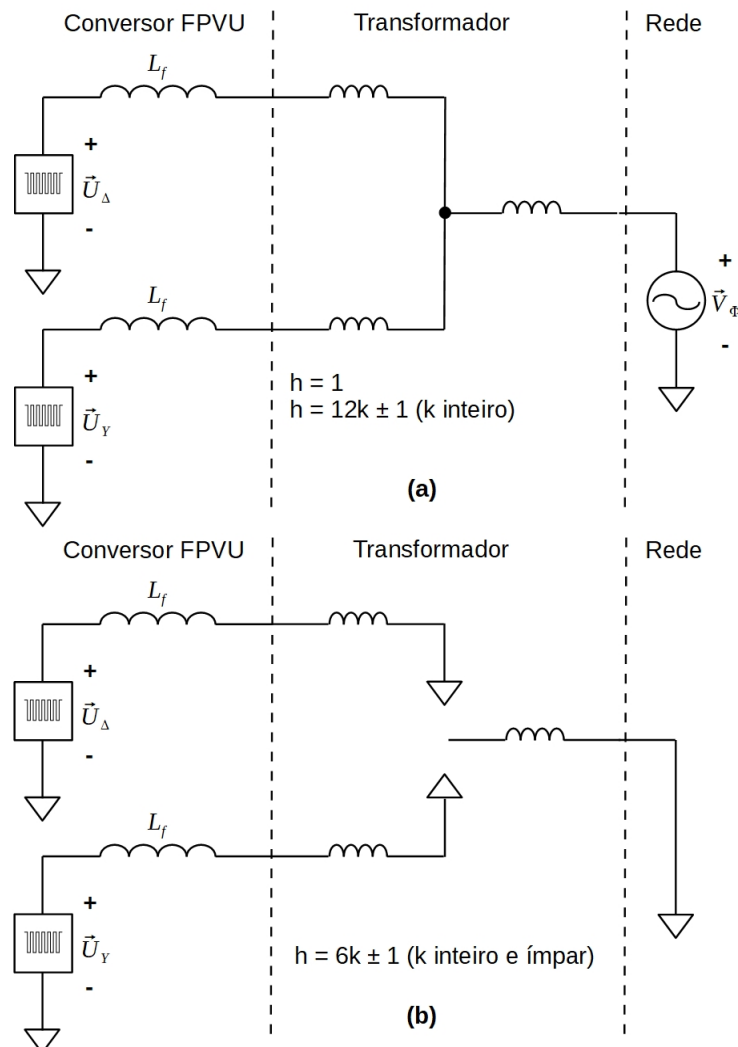 Conversor FPVU Transformador Rede
L_f
+
U⃗_Δ
-
L_f
+
V⃗_Φ
-
+
U⃗_Y
-
h = 1
h = 12k ± 1 (k inteiro)
(a)
Conversor FPVU Transformador Rede
L_f
+
U⃗_Δ
-
L_f
+
U⃗_Y
-
h = 6k ± 1 (k inteiro e ímpar)
(b)